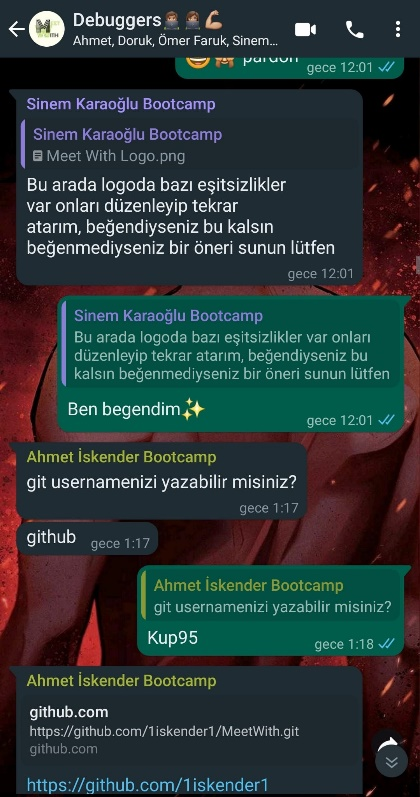 Debuggers
Ahmet, Doruk, Ömer Faruk, Sinem...
pardon
gece 12:01
Sinem Karaoğlu Bootcamp
Sinem Karaoğlu Bootcamp
Meet With Logo.png
Bu arada logoda bazı eşitsizlikler
var onları düzenleyip tekrar
atarım, beğendiyseniz bu kalsın
beğenmediyseniz bir öneri sunun lütfen
gece 12:01
Sinem Karaoğlu Bootcamp
Bu arada logoda bazı eşitsizlikler var onları
düzenleyip tekrar atarım, beğendiyseniz bu
kalsın beğenmediyseniz bir öneri sunun lütfen
Ben begendim✨
gece 12:01
Ahmet İskender Bootcamp
git usernamenizi yazabilir misiniz?
gece 1:17
github
gece 1:17
Ahmet İskender Bootcamp
git usernamenizi yazabilir misiniz?
Kup95
gece 1:18
Ahmet İskender Bootcamp
github.com
https://github.com/1iskender1/MeetWith.git
github.com
https://github.com/1iskender1